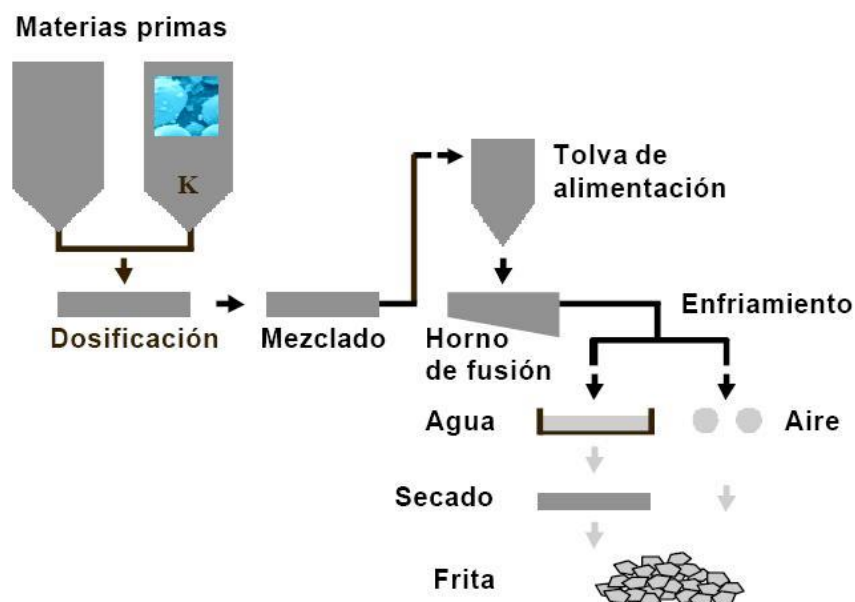 Materias primas
K
Tolva de
alimentación
Dosificación
Mezclado
Horno
de fusión
Enfriamiento
Agua
Aire
Secado
Frita